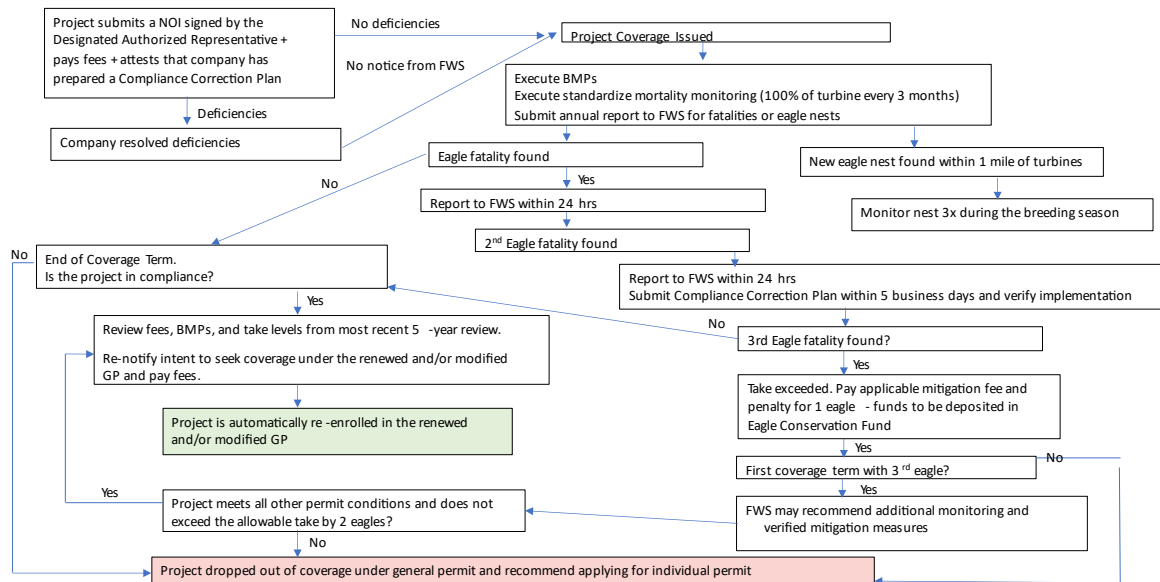 Project submits a NOI signed by the
Designated Authorized Representative +
pays fees + attests that company has
prepared a Compliance Correction Plan
No deficiencies
Project Coverage Issued
No notice from FWS
Deficiencies
Company resolved deficiencies
Execute BMPs
Execute standardize mortality monitoring (100% of turbine every 3 months)
Submit annual report to FWS for fatalities or eagle nests
Eagle fatality found
New eagle nest found within 1 mile of turbines
No
Yes
Report to FWS within 24 hrs
Monitor nest 3x during the breeding season
2nd Eagle fatality found
No
End of Coverage Term.
Is the project in compliance?
Report to FWS within 24 hrs
Submit Compliance Correction Plan within 5 business days and verify implementation
Yes
No
Review fees, BMPs, and take levels from most recent 5 -year review.
Re-notify intent to seek coverage under the renewed and/or modified
GP and pay fees.
3rd Eagle fatality found?
Yes
Take exceeded. Pay applicable mitigation fee and
penalty for 1 eagle - funds to be deposited in
Eagle Conservation Fund
Project is automatically re -enrolled in the renewed
and/or modified GP
Yes
No
First coverage term with 3 rd eagle?
Yes
Yes
Project meets all other permit conditions and does not
exceed the allowable take by 2 eagles?
FWS may recommend additional monitoring and
verified mitigation measures
No
Project dropped out of coverage under general permit and recommend applying for individual permit